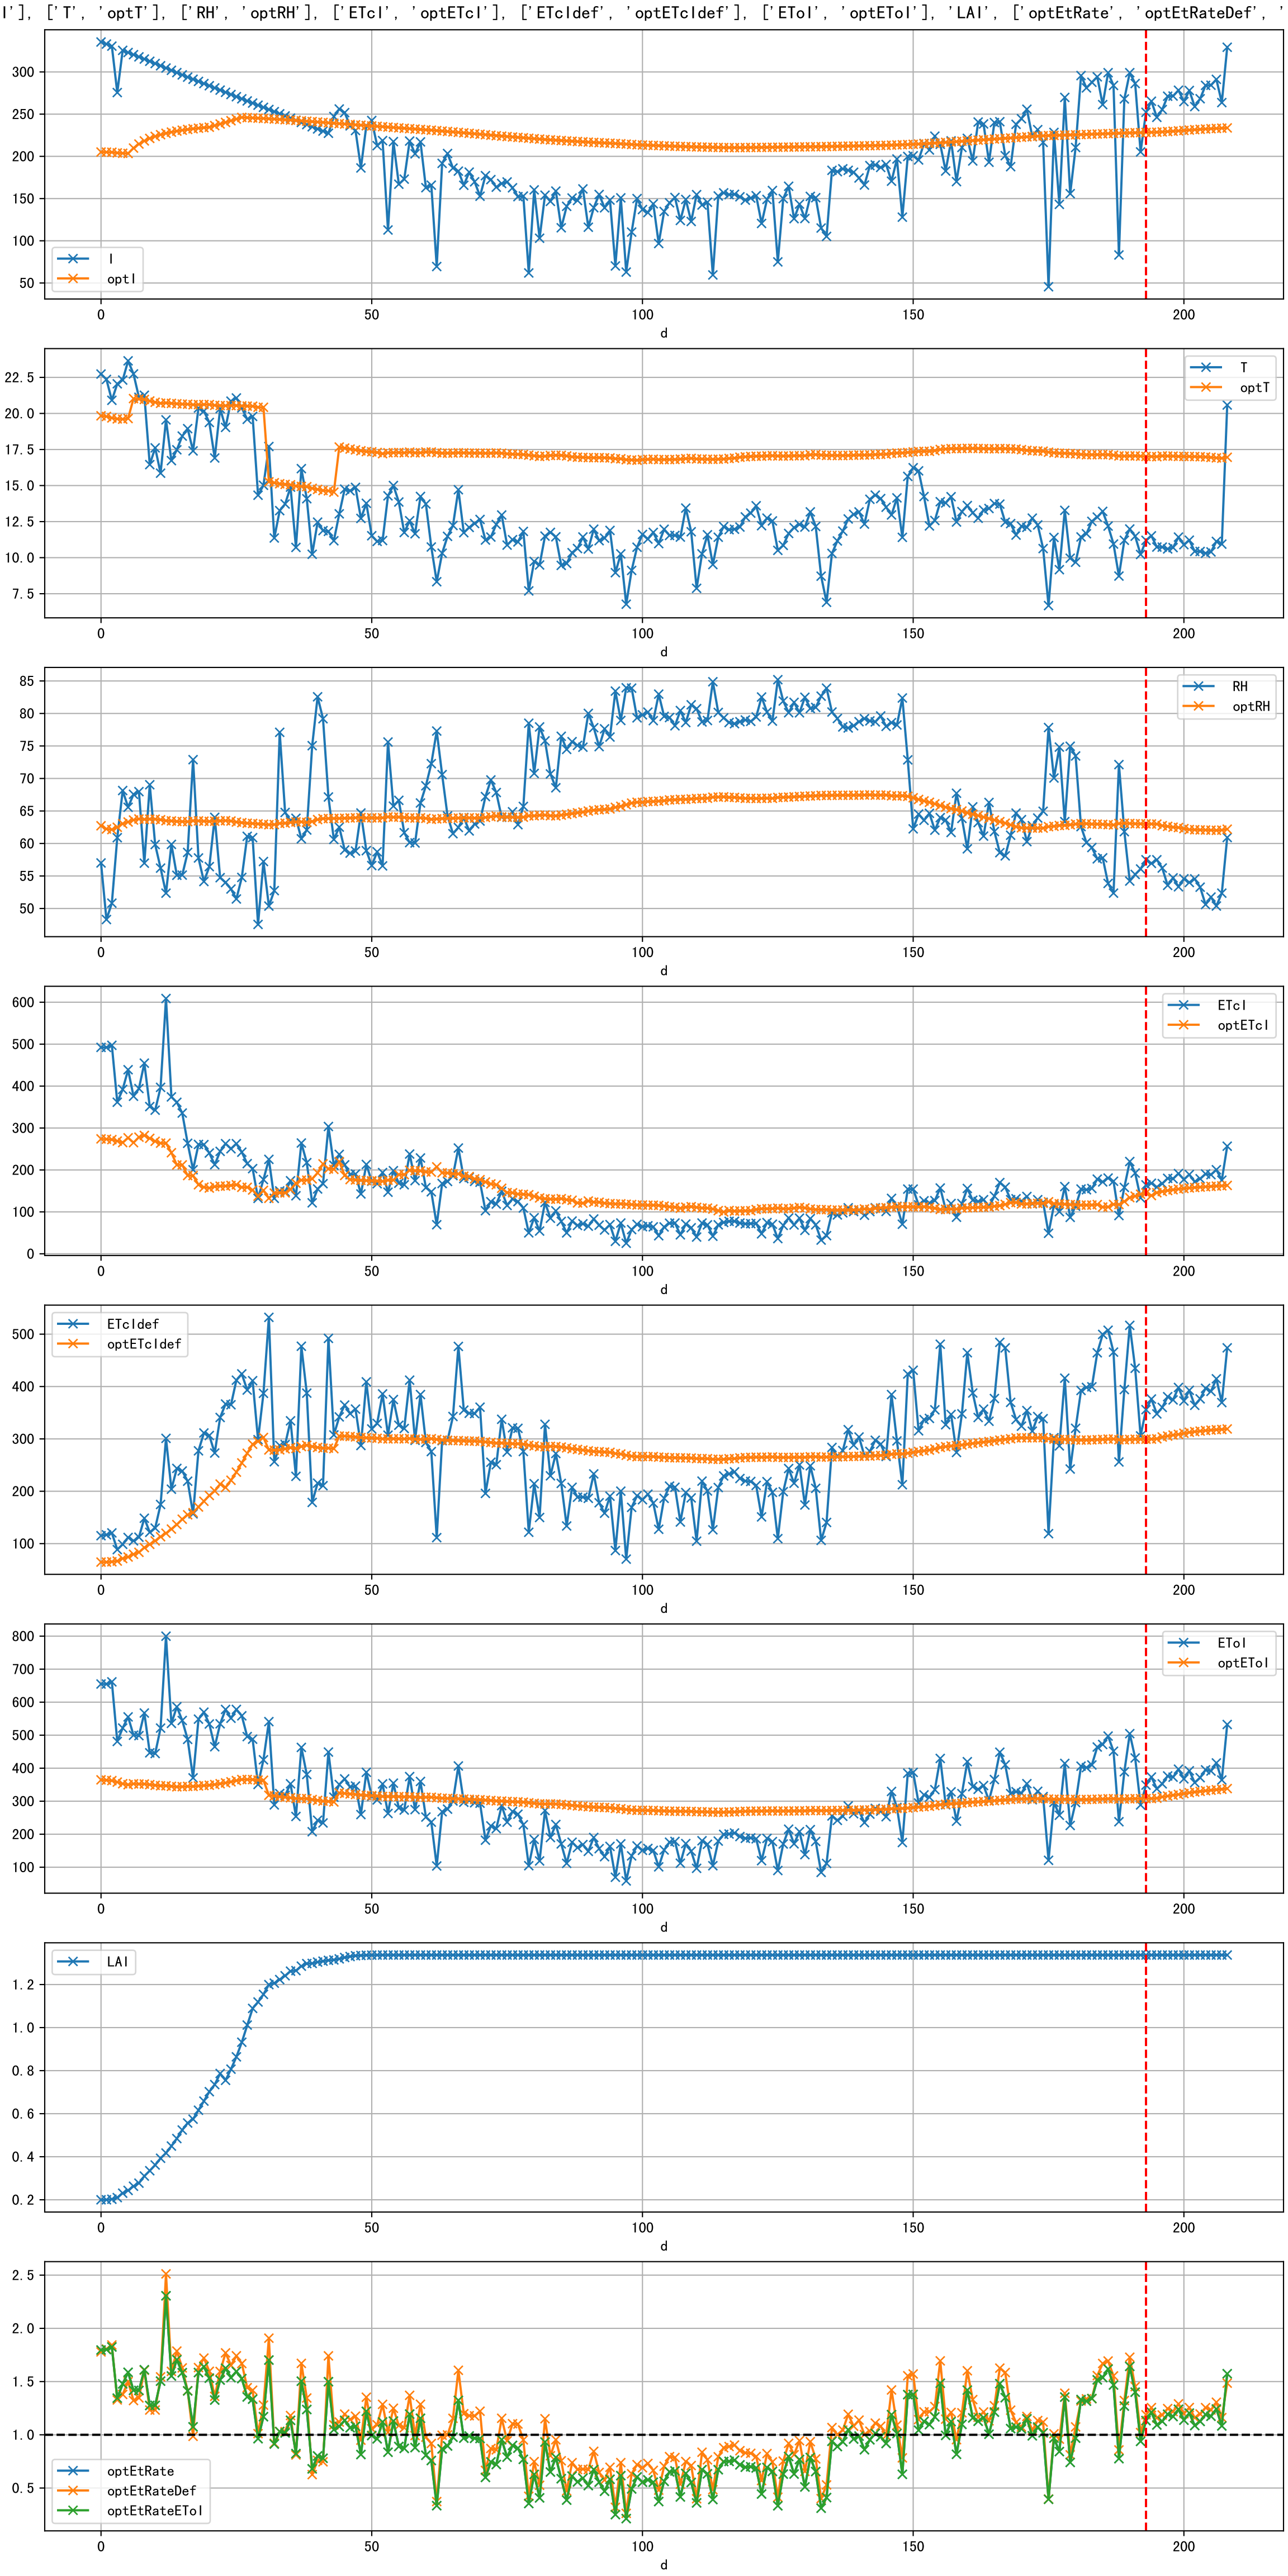 I'], ['T', 'optT'], ['RH', 'optRH'], ['ETcI', 'optETcI'], ['ETcIdef', 'optETcIdef'], ['EToI', 'optEToI'], 'LAI', ['optEtRate', 'optEtRateDef', '
300
250
200
150
100
50
I
optI
0 50 100 150 200
d
22.5
20.0
17.5
15.0
12.5
10.0
7.5
T
optT
0 50 100 150 200
d
85
80
75
70
65
60
55
50
RH
optRH
0 50 100 150 200
d
600
500
400
300
200
100
0
ETcI
optETcI
0 50 100 150 200
d
500
400
300
200
100
ETcIdef
optETcIdef
0 50 100 150 200
d
800
700
600
500
400
300
200
100
EToI
optEToI
0 50 100 150 200
d
1.2
1.0
0.8
0.6
0.4
0.2
LAI
0 50 100 150 200
d
2.5
2.0
1.5
1.0
0.5
optEtRate
optEtRateDef
optEtRateEToI
0 50 100 150 200
d